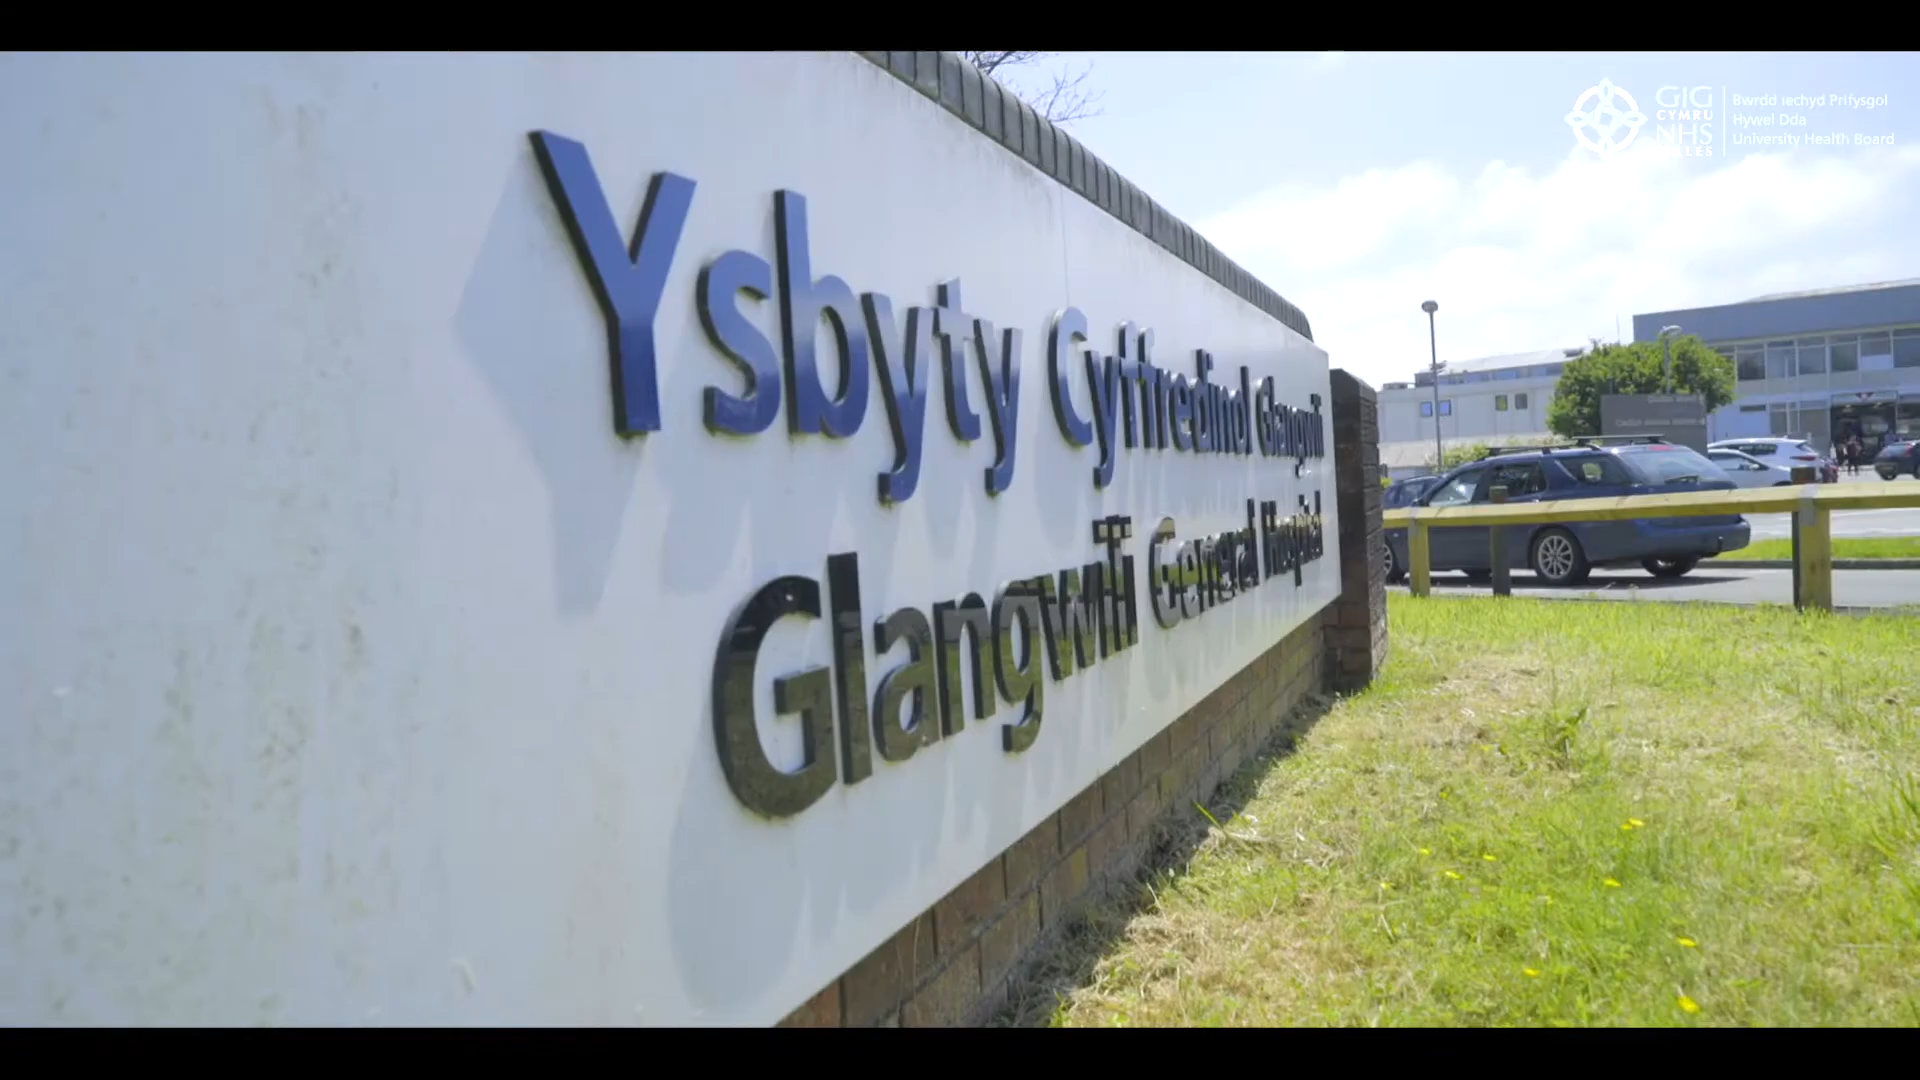 Ysbyty Cyffredinol Glangwili
Glangwili General Hospital
GIG
CYMRU
NHS
WALES
Bwrdd Iechyd Prifysgol
Hywel Dda
University Health Board